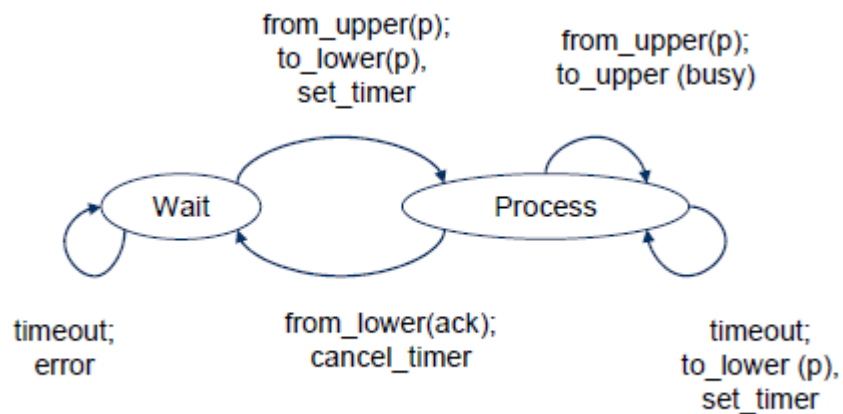 from_upper(p);
to_lower(p),
set_timer
from_upper(p);
to_upper (busy)
Wait
Process
timeout;
error
from_lower(ack);
cancel_timer
timeout;
to_lower (p),
set_timer